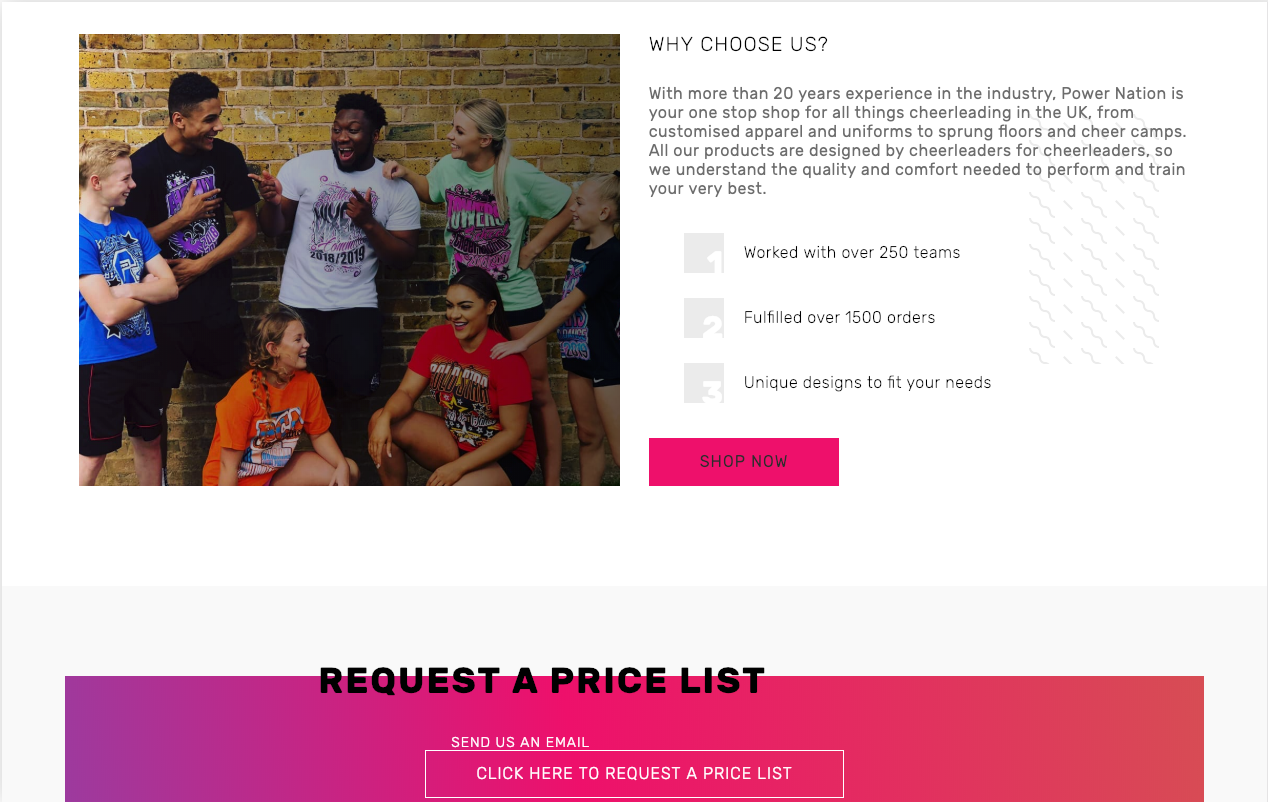 WHY CHOOSE US?
With more than 20 years experience in the industry, Power Nation is
your one stop shop for all things cheerleading in the UK, from
customised apparel and uniforms to sprung floors and cheer camps.
All our products are designed by cheerleaders for cheerleaders, so
we understand the quality and comfort needed to perform and train
your very best.
1 Worked with over 250 teams
2 Fulfilled over 1500 orders
3 Unique designs to fit your needs
SHOP NOW
2018/2019
REQUEST A PRICE LIST
SEND US AN EMAIL
CLICK HERE TO REQUEST A PRICE LIST